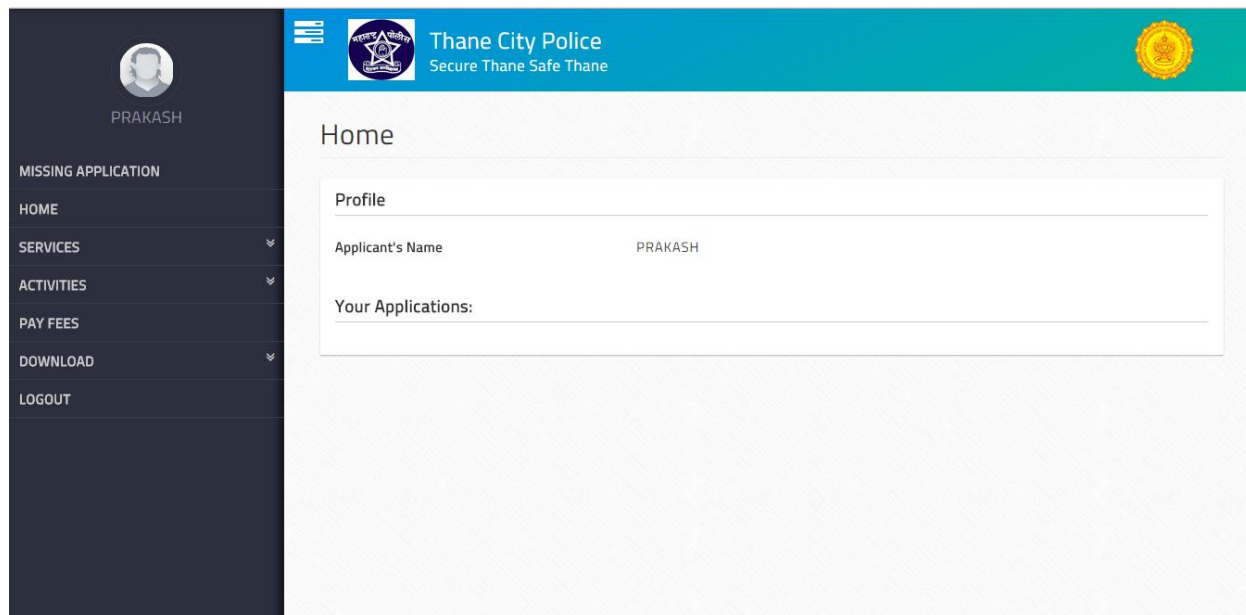 PRAKASH
MISSING APPLICATION
HOME
SERVICES
ACTIVITIES
PAY FEES
DOWNLOAD
LOGOUT
महाराष्ट्र पोलीस
Thane City Police
Secure Thane Safe Thane
Home
Profile
Applicant's Name PRAKASH
Your Applications: